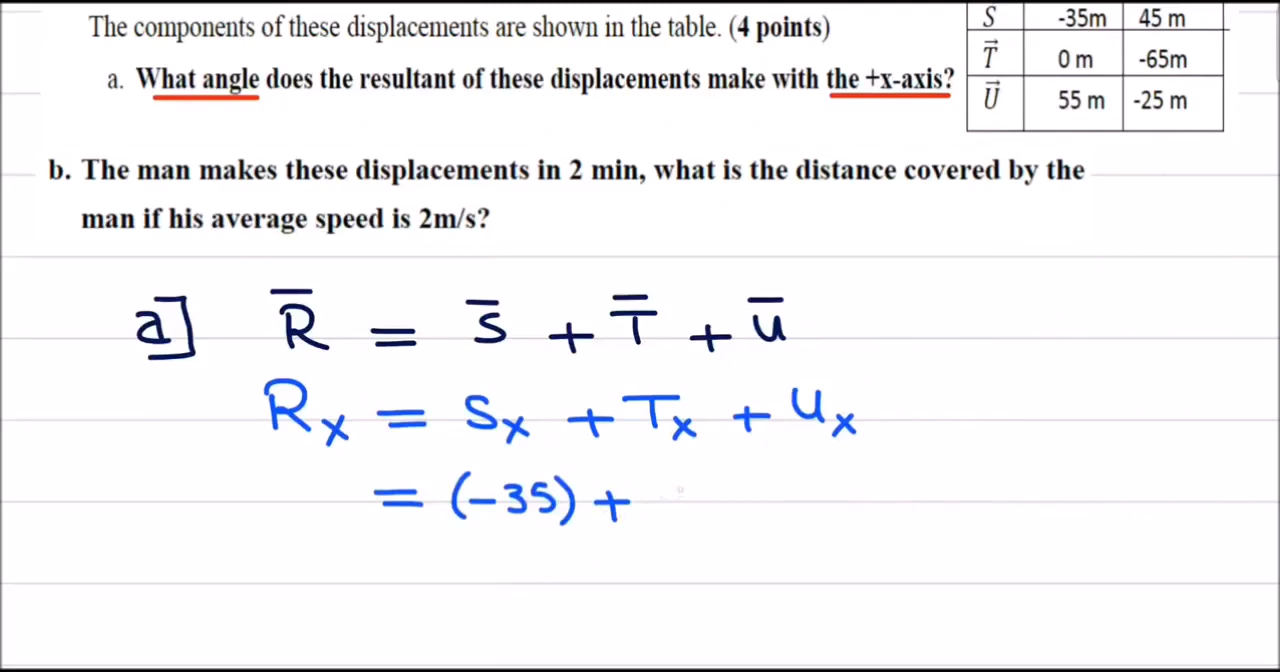 The components of these displacements are shown in the table. (4 points)
a. What angle does the resultant of these displacements make with the +x-axis?
S -35m 45 m
T⃗ 0 m -65m
U⃗ 55 m -25 m
b. The man makes these displacements in 2 min, what is the distance covered by the
man if his average speed is 2m/s?
a] R̅ = S̅ + T̿ + U̅
Rx = Sx + Tx + Ux
= (-35) +